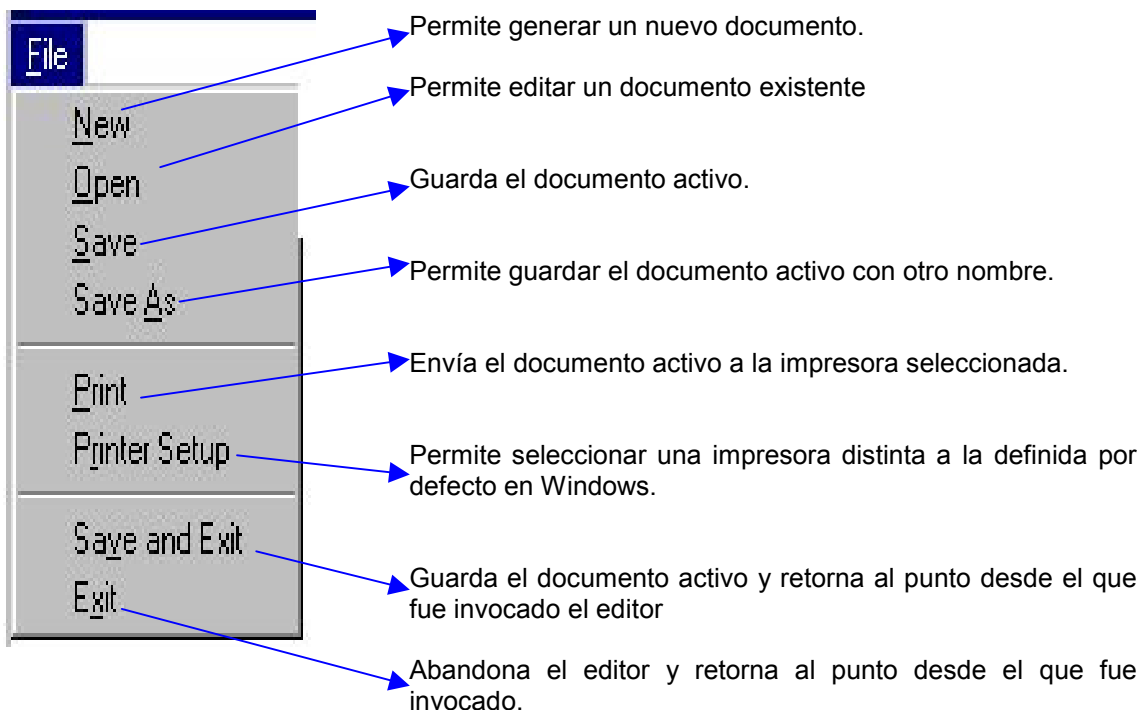 File
New
Open
Save
Save As
Print
Printer Setup
Save and Exit
Exit
Permite generar un nuevo documento.
Permite editar un documento existente
Guarda el documento activo.
Permite guardar el documento activo con otro nombre.
Envía el documento activo a la impresora seleccionada.
Permite seleccionar una impresora distinta a la definida por
defecto en Windows.
Guarda el documento activo y retorna al punto desde el que
fue invocado el editor
Abandona el editor y retorna al punto desde el que fue
invocado.